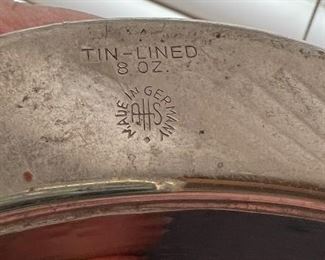 TIN-LINED
8 OZ.
MADE IN GERMANY
AHS